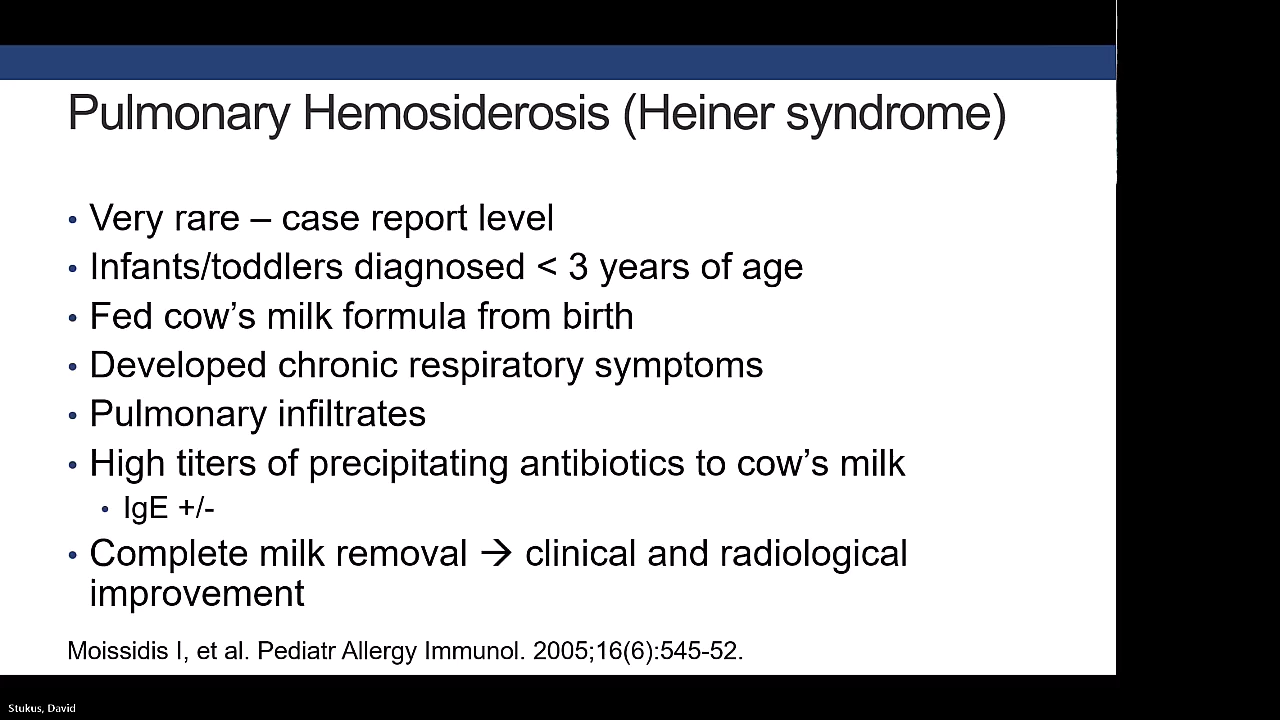 Pulmonary Hemosiderosis (Heiner syndrome)
• Very rare – case report level
• Infants/toddlers diagnosed < 3 years of age
• Fed cow’s milk formula from birth
• Developed chronic respiratory symptoms
• Pulmonary infiltrates
• High titers of precipitating antibiotics to cow’s milk
• IgE +/-
• Complete milk removal → clinical and radiological
improvement
Moissidis I, et al. Pediatr Allergy Immunol. 2005;16(6):545-52.
Stukus, David